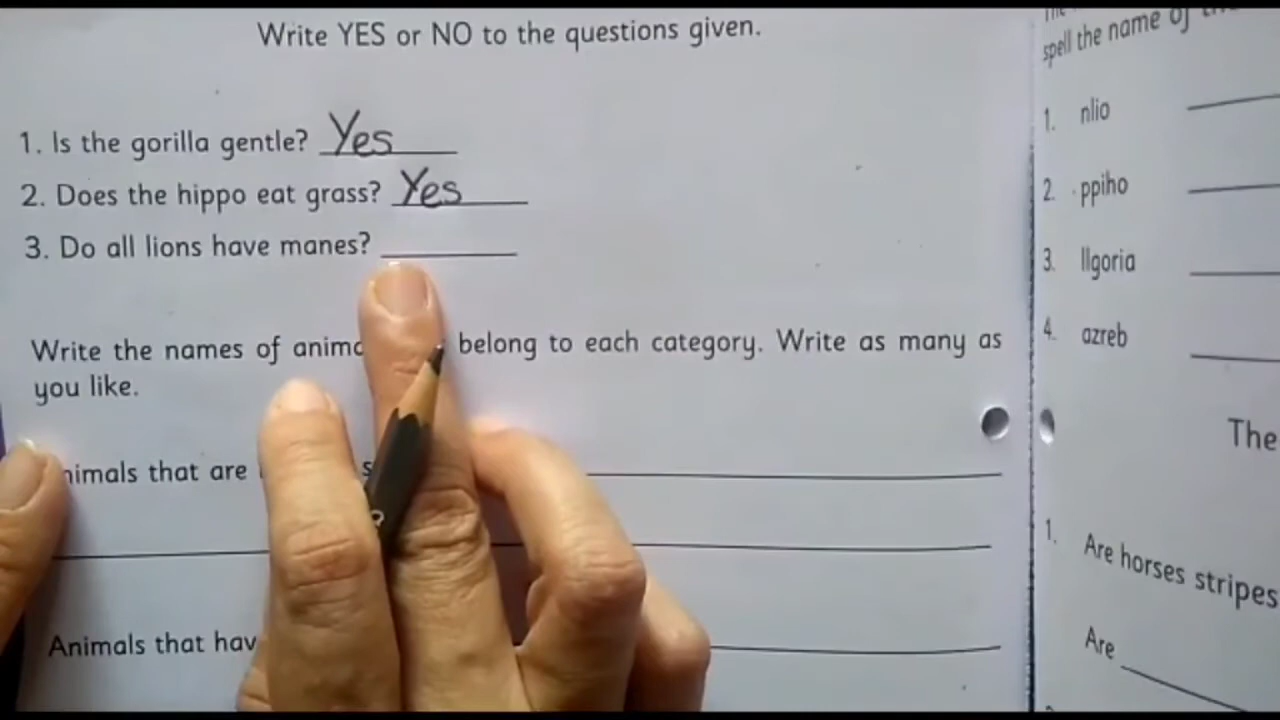 Write YES or NO to the questions given.
1. Is the gorilla gentle? Yes
2. Does the hippo eat grass? Yes
3. Do all lions have manes?
Write the names of belong to each category. Write as many as
you like.
that are
Animals that
spell the name of
1. nlio
2. ppiho
3. llgoria
4. azreb
The
1. Are horses stripes
Are